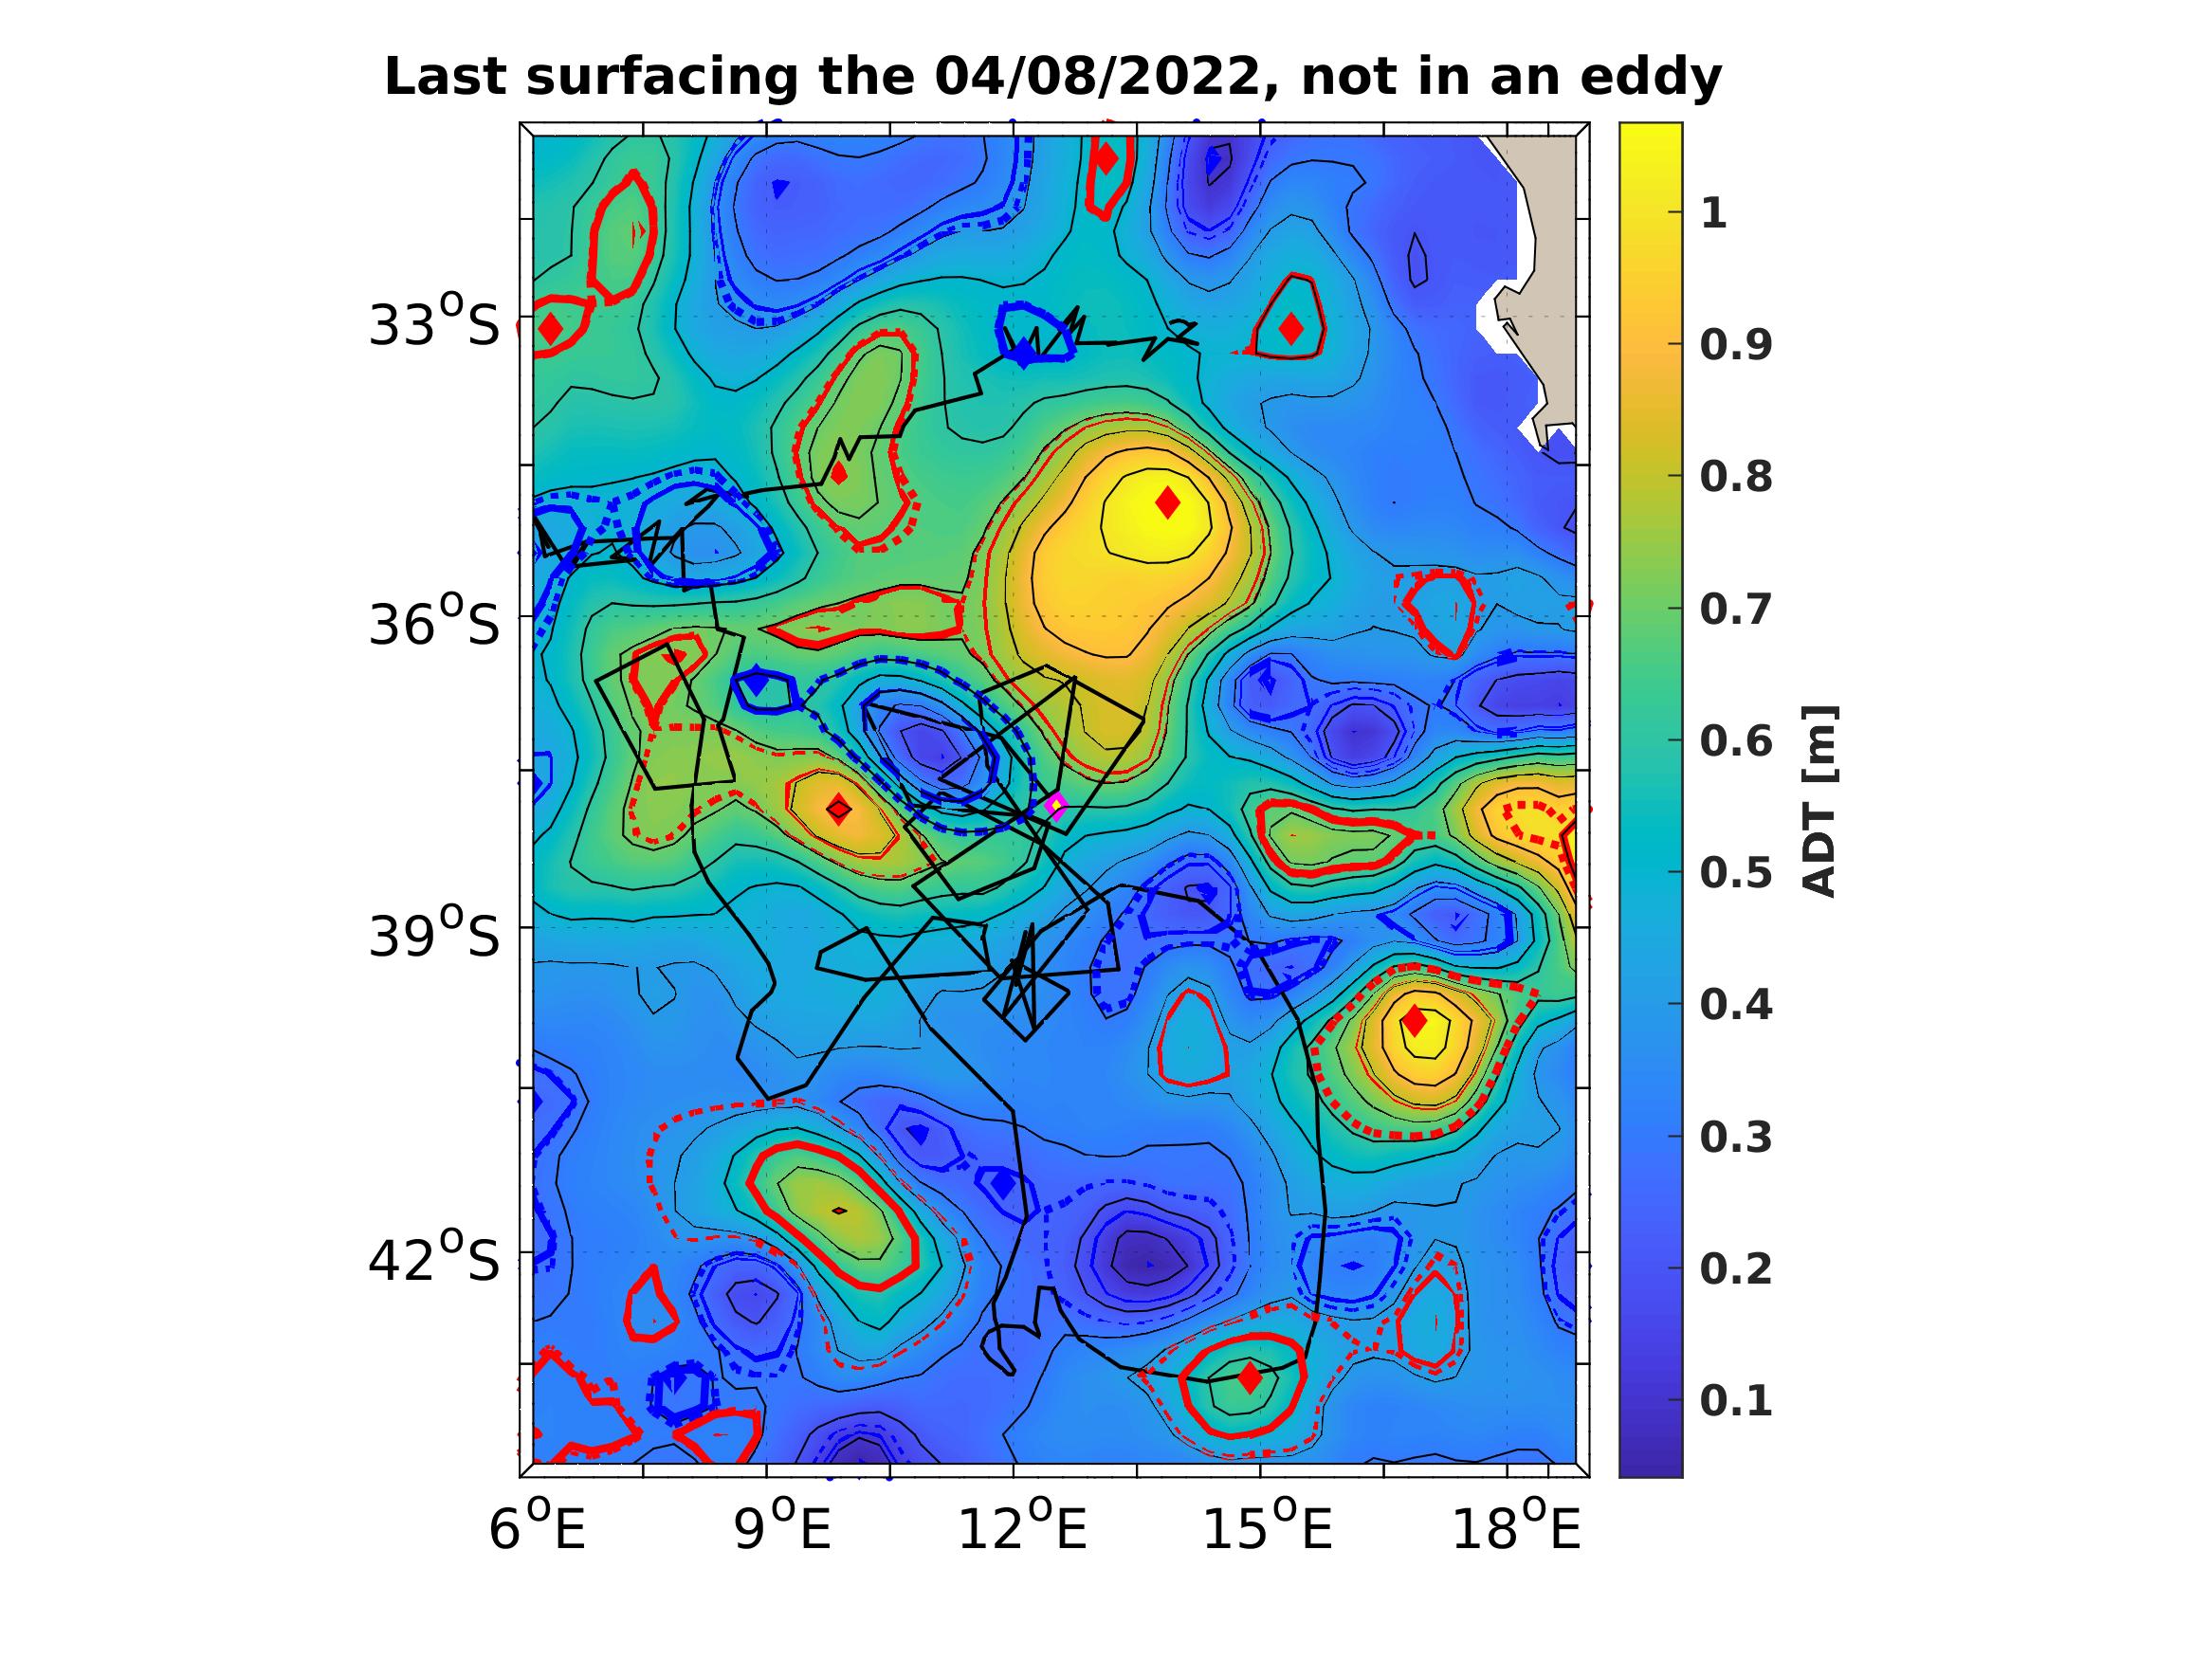 Last surfacing the 04/08/2022, not in an eddy
33°S
36°S
39°S
42°S
6°E
9°E
12°E
15°E
18°E
1
0.9
0.8
0.7
0.6
0.5
0.4
0.3
0.2
0.1
ADT [m]